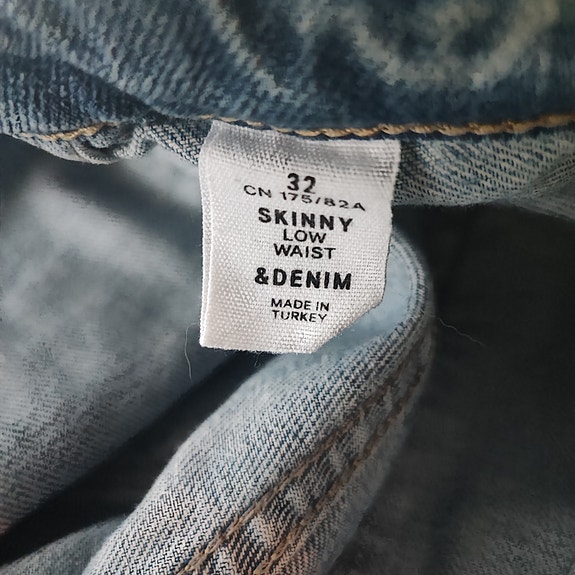 32
CN 175/82A
SKINNY
LOW
WAIST
&DENIM
MADE IN
TURKEY